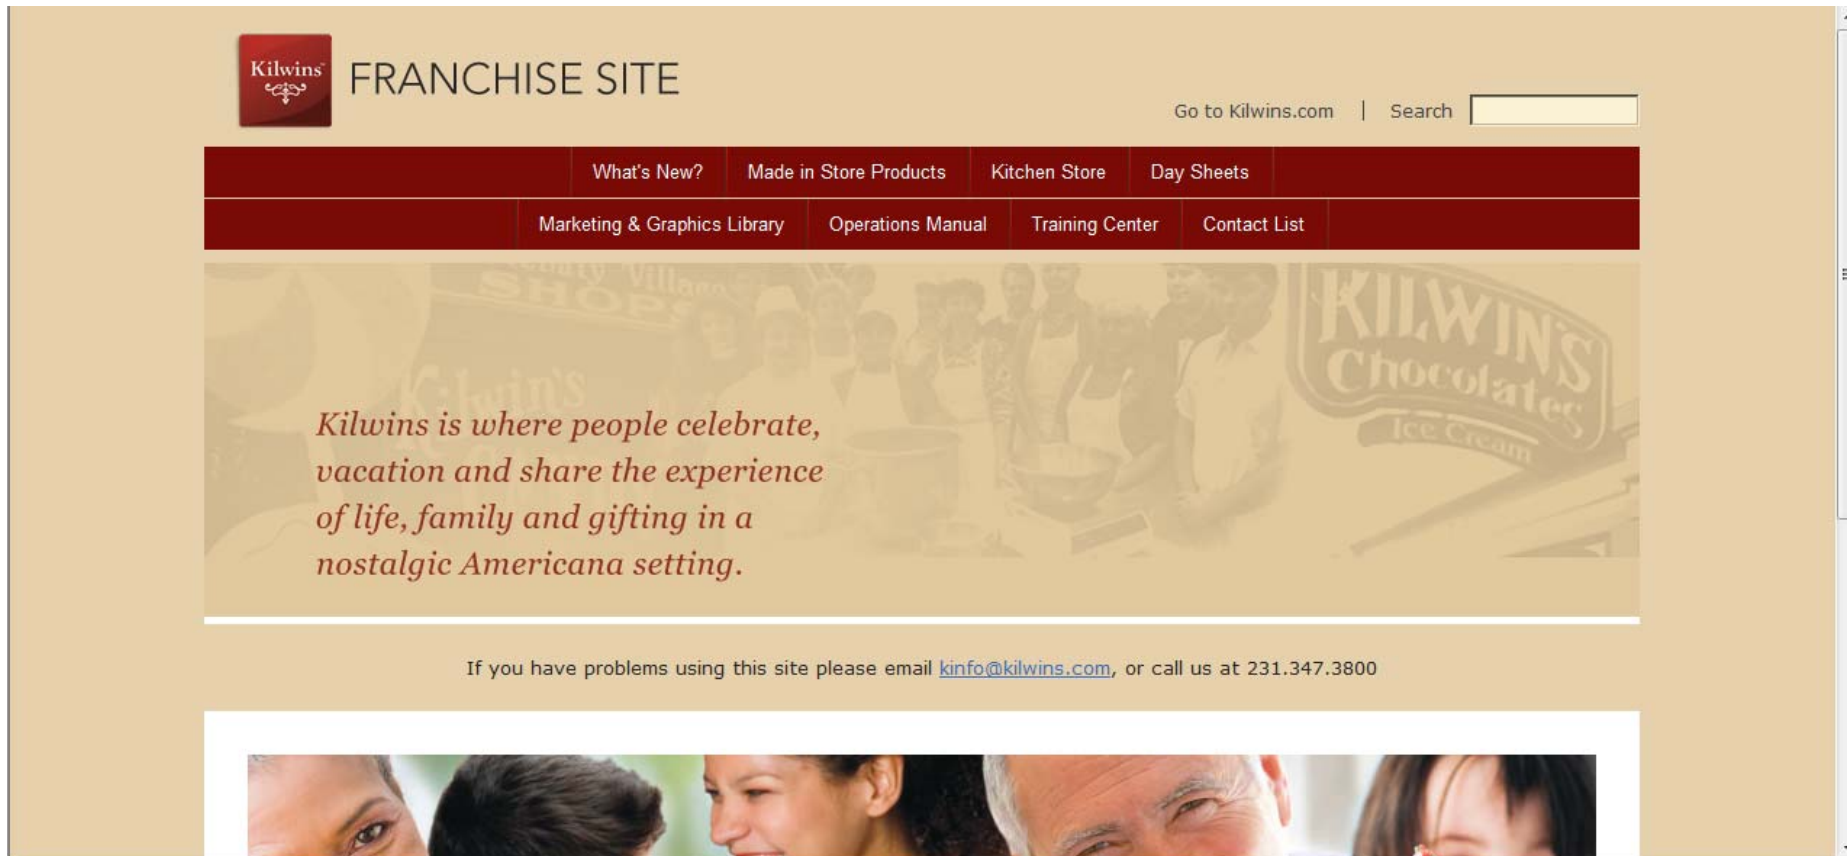 Kilwins
FRANCHISE SITE
Go to Kilwins.com | Search
What's New? Made in Store Products Kitchen Store Day Sheets
Marketing & Graphics Library Operations Manual Training Center Contact List
Village
SHOPS
Kilwin's
KILWIN'S
Chocolates
Ice Cream
Kilwins is where people celebrate,
vacation and share the experience
of life, family and gifting in a
nostalgic Americana setting.
If you have problems using this site please email kinfo@kilwins.com, or call us at 231.347.3800